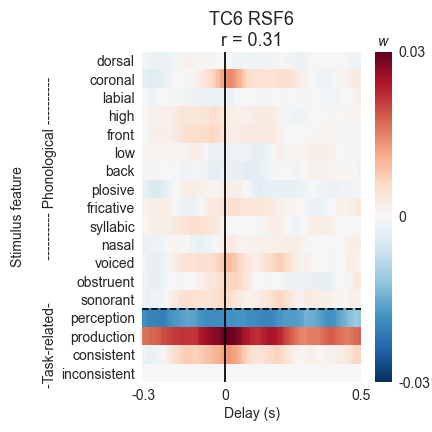 TC6 RSF6
r = 0.31
w
dorsal
coronal
labial
high
front
low
back
plosive
fricative
syllabic
nasal
voiced
obstruent
sonorant
perception
production
consistent
inconsistent
Stimulus feature
-Task-related- ----------- Phonological ----------
-0.3
0
0.5
Delay (s)
0.03
0
-0.03